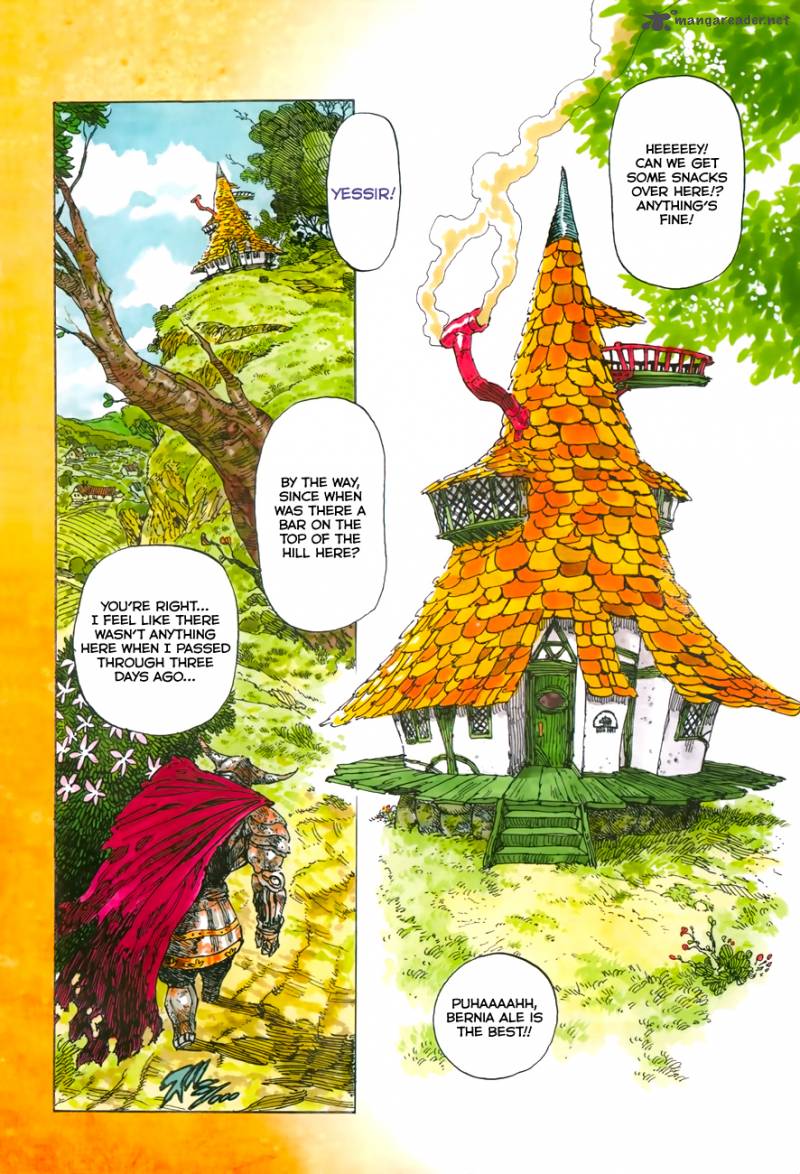 mangareader.net
HEEEEEY!
CAN WE GET
SOME SNACKS
OVER HERE!?
ANYTHING'S
FINE!
YESSIR!
BY THE WAY,
SINCE WHEN
WAS THERE A
BAR ON THE
TOP OF THE
HILL HERE?
YOU'RE RIGHT...
I FEEL LIKE THERE
WASN'T ANYTHING
HERE WHEN I PASSED
THROUGH THREE
DAYS AGO...
PUHAAAAHH,
BERNIA ALE IS
THE BEST!!